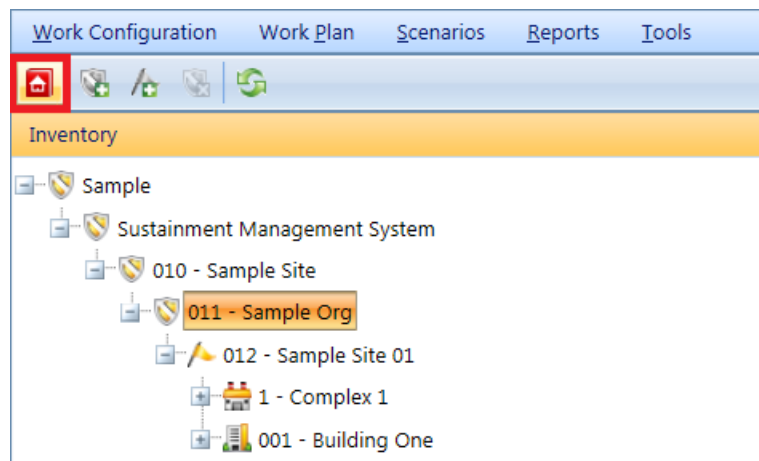 Work Configuration Work Plan Scenarios Reports Tools
Inventory
Sample
Sustainment Management System
010 - Sample Site
011 - Sample Org
012 - Sample Site 01
1 - Complex 1
001 - Building One